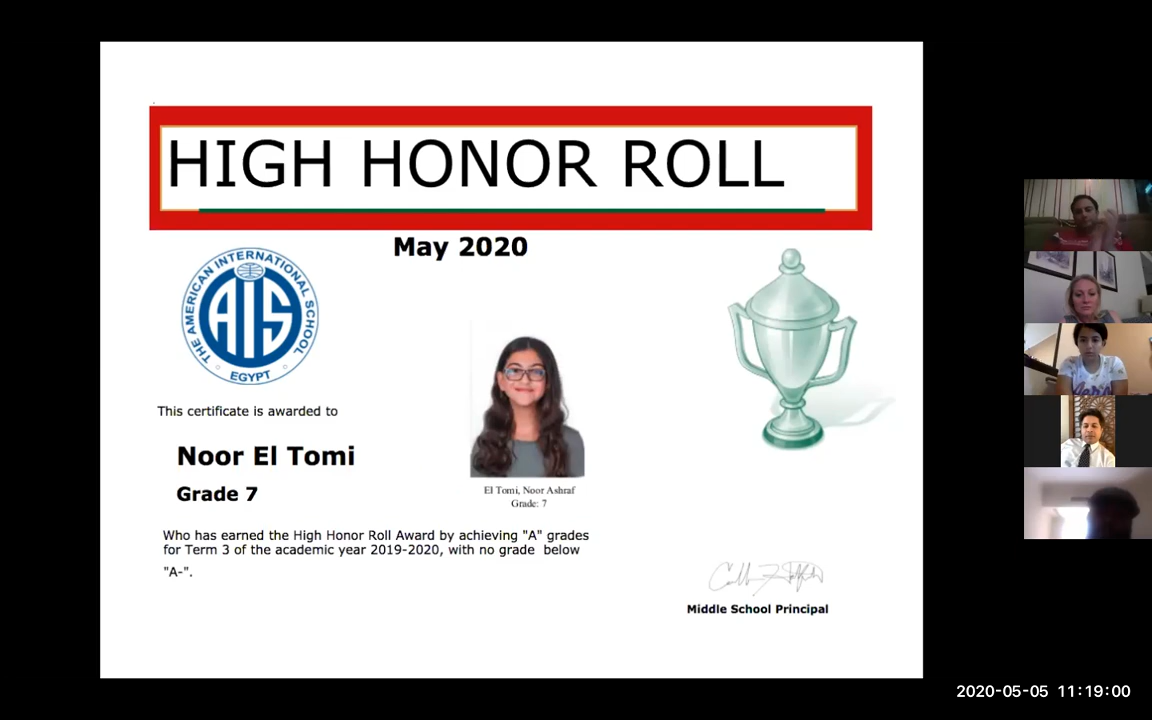 HIGH HONOR ROLL
May 2020
THE AMERICAN INTERNATIONAL SCHOOL
AIS
EGYPT
This certificate is awarded to
Noor El Tomi
Grade 7
El Tomi, Noor Ashraf
Grade: 7
Who has earned the High Honor Roll Award by achieving "A" grades
for Term 3 of the academic year 2019-2020, with no grade below
"A-".
Middle School Principal
2020-05-05 11:19:00